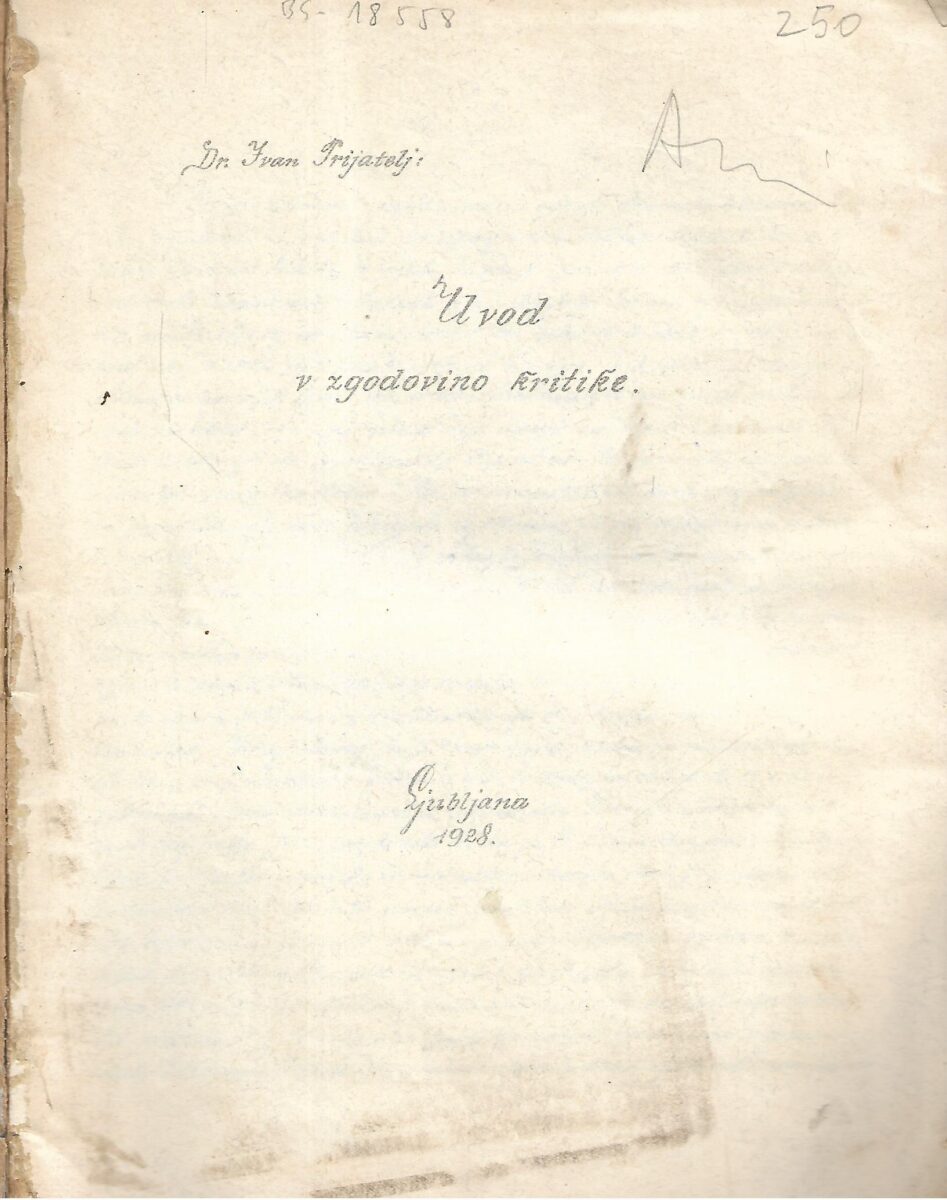 BS- 18558
250
Dr. Ivan Prijatelj:
Uvod
v zgodovino kritike.
Ljubljana
1928.